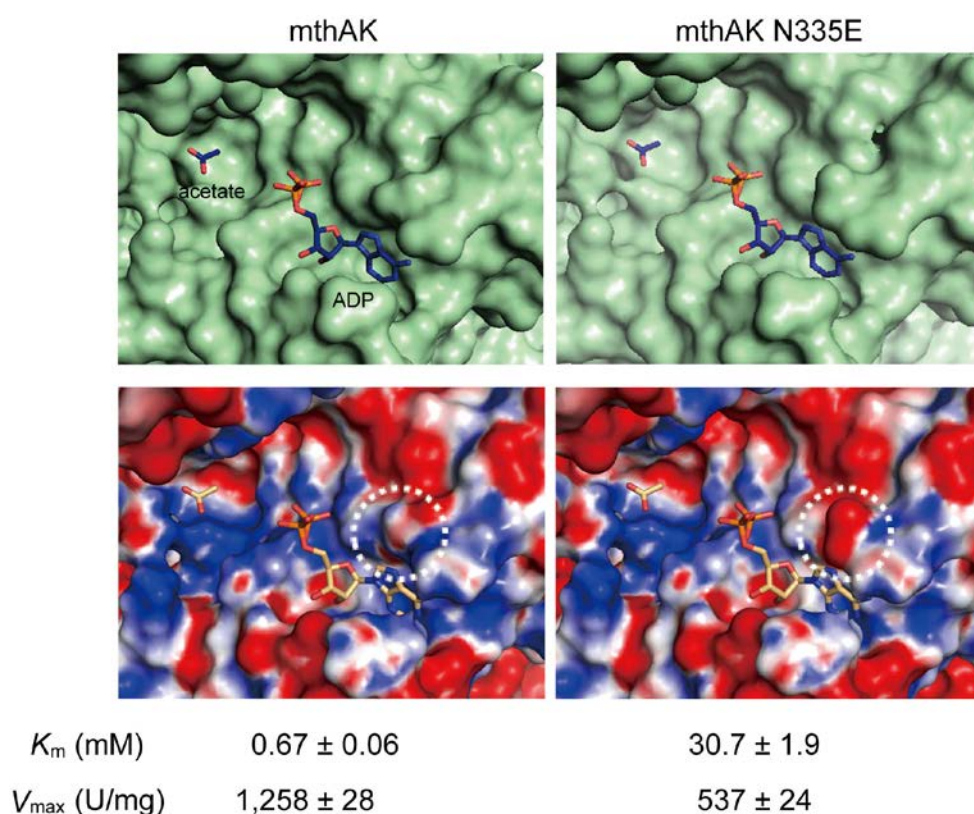 mthAK mthAK N335E
acetate
ADP
Km (mM) 0.67 ± 0.06 30.7 ± 1.9
Vmax (U/mg) 1,258 ± 28 537 ± 24